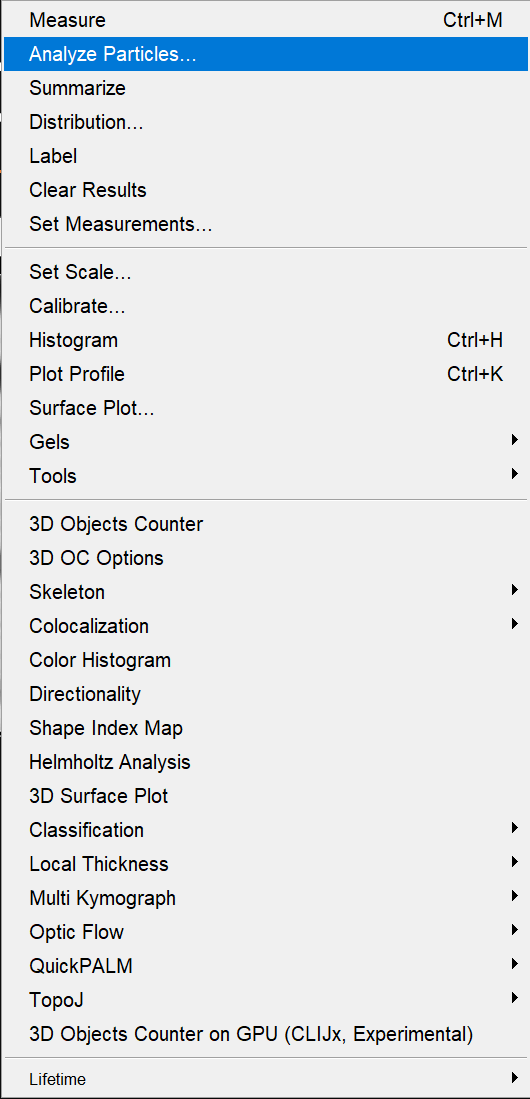 Measure Ctrl+M
Analyze Particles...
Summarize
Distribution...
Label
Clear Results
Set Measurements...
Set Scale...
Calibrate...
Histogram Ctrl+H
Plot Profile Ctrl+K
Surface Plot...
Gels
Tools
3D Objects Counter
3D OC Options
Skeleton
Colocalization
Color Histogram
Directionality
Shape Index Map
Helmholtz Analysis
3D Surface Plot
Classification
Local Thickness
Multi Kymograph
Optic Flow
QuickPALM
TopoJ
3D Objects Counter on GPU (CLIJx, Experimental)
Lifetime